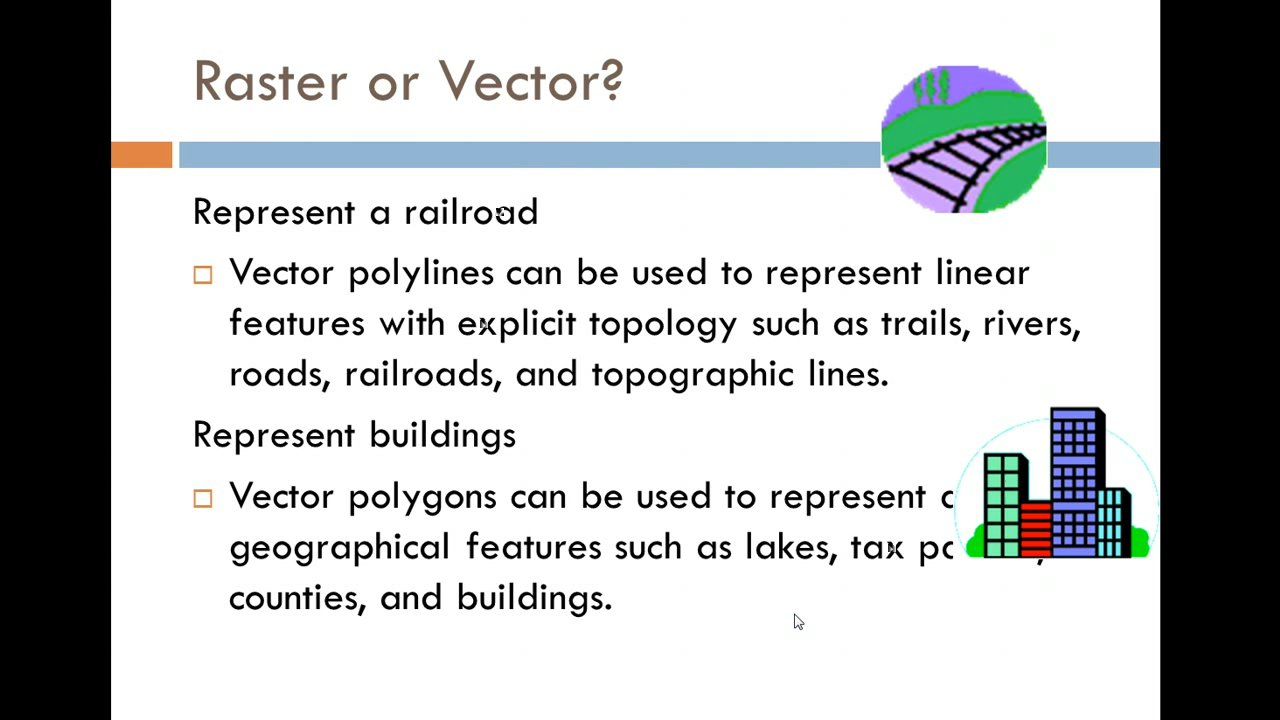 Raster or Vector?
Represent a railroad
Vector polylines can be used to represent linear
features with explicit topology such as trails, rivers,
roads, railroads, and topographic lines.
Represent buildings
Vector polygons can be used to represent
geographical features such as lakes, tax
counties, and buildings.